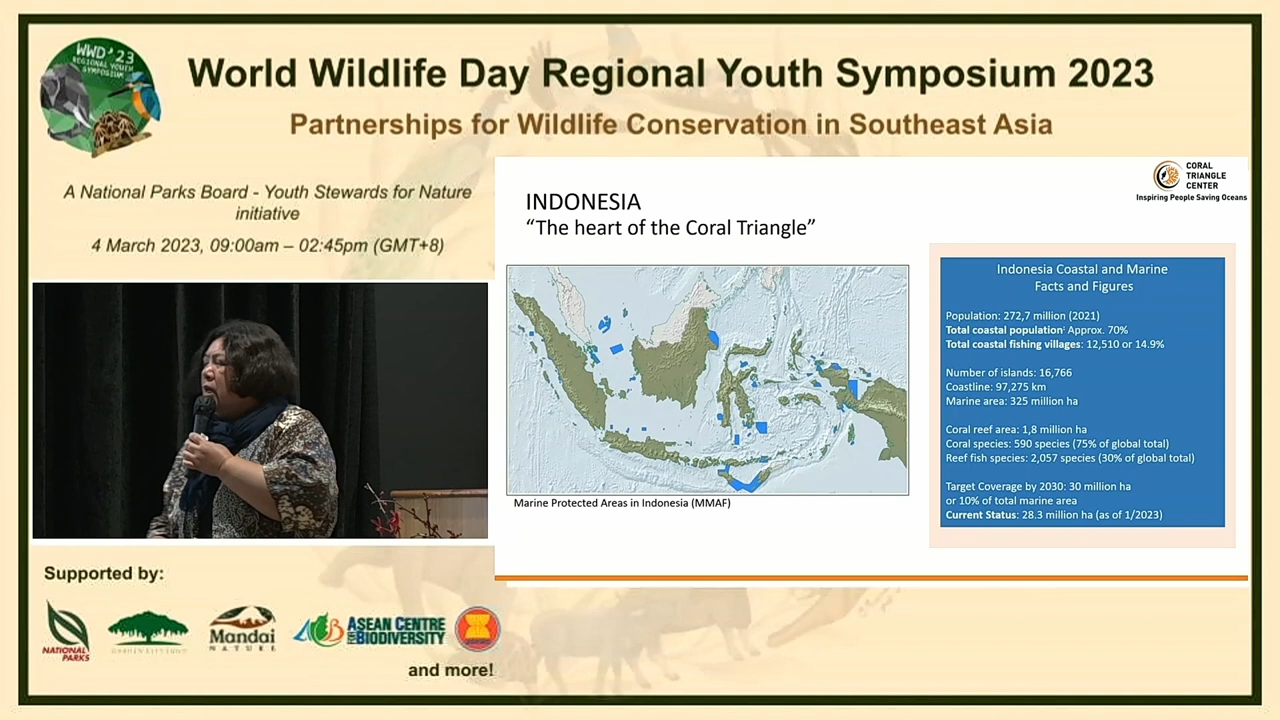 WWD'23
REGIONAL YOUTH
SYMPOSIUM
World Wildlife Day Regional Youth Symposium 2023
Partnerships for Wildlife Conservation in Southeast Asia
A National Parks Board - Youth Stewards for Nature
initiative
4 March 2023, 09:00am – 02:45pm (GMT+8)
CORAL
TRIANGLE
CENTER
Inspiring People Saving Oceans
INDONESIA
“The heart of the Coral Triangle”
Marine Protected Areas in Indonesia (MMAF)
Indonesia Coastal and Marine
Facts and Figures
Population: 272,7 million (2021)
Total coastal population: Approx. 70%
Total coastal fishing villages: 12,510 or 14.9%
Number of islands: 16,766
Coastline: 97,275 km
Marine area: 325 million ha
Coral reef area: 1,8 million ha
Coral species: 590 species (75% of global total)
Reef fish species: 2,057 species (30% of global total)
Target Coverage by 2030: 30 million ha
or 10% of total marine area
Current Status: 28.3 million ha (as of 1/2023)
Supported by:
NATIONAL
PARKS
GARDEN CITY FUND
Mandai
NATURE
ASEAN CENTRE
FOR BIODIVERSITY
and more!